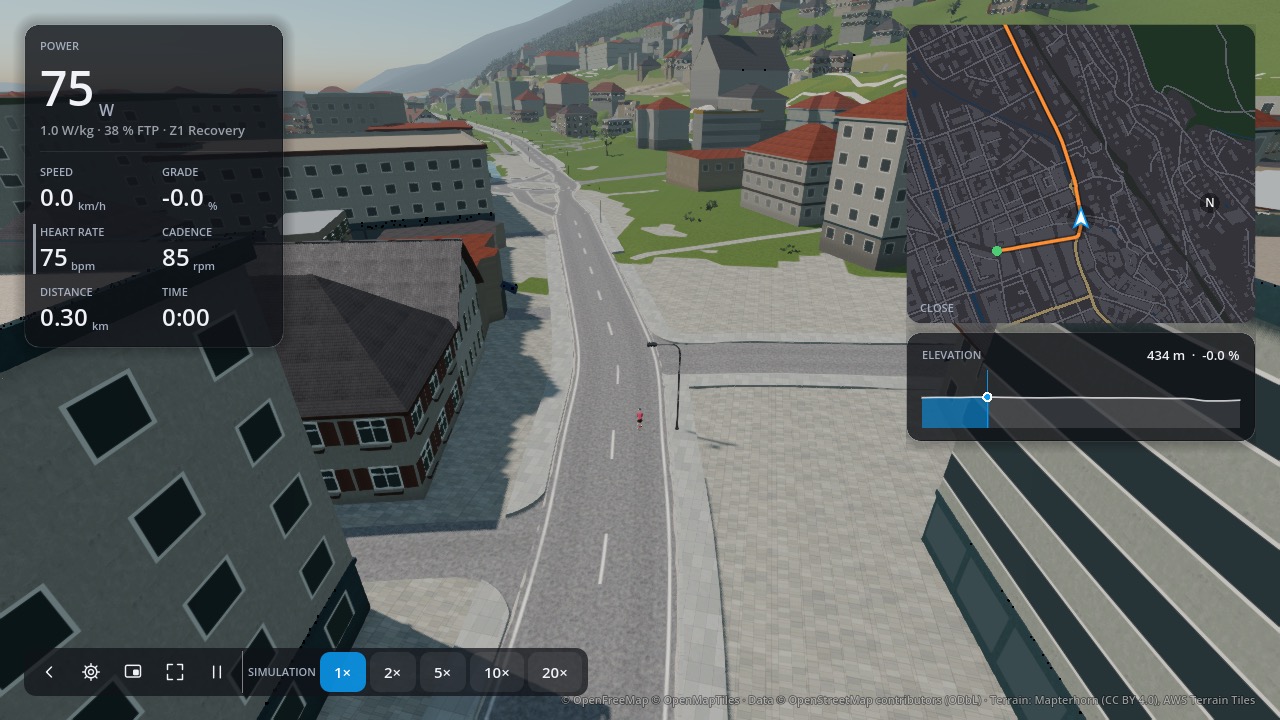 POWER
75 W
1.0 W/kg · 38 % FTP · Z1 Recovery
SPEED
0.0 km/h
GRADE
-0.0 %
HEART RATE
75 bpm
CADENCE
85 rpm
DISTANCE
0.30 km
TIME
0:00
N
CLOSE
ELEVATION
434 m · -0.0 %
SIMULATION
1×
2×
5×
10×
20×
© OpenFreeMap © OpenMapTiles · Data © OpenStreetMap contributors (ODbL) · Terrain: Mapterhorn (CC BY 4.0), AWS Terrain Tiles